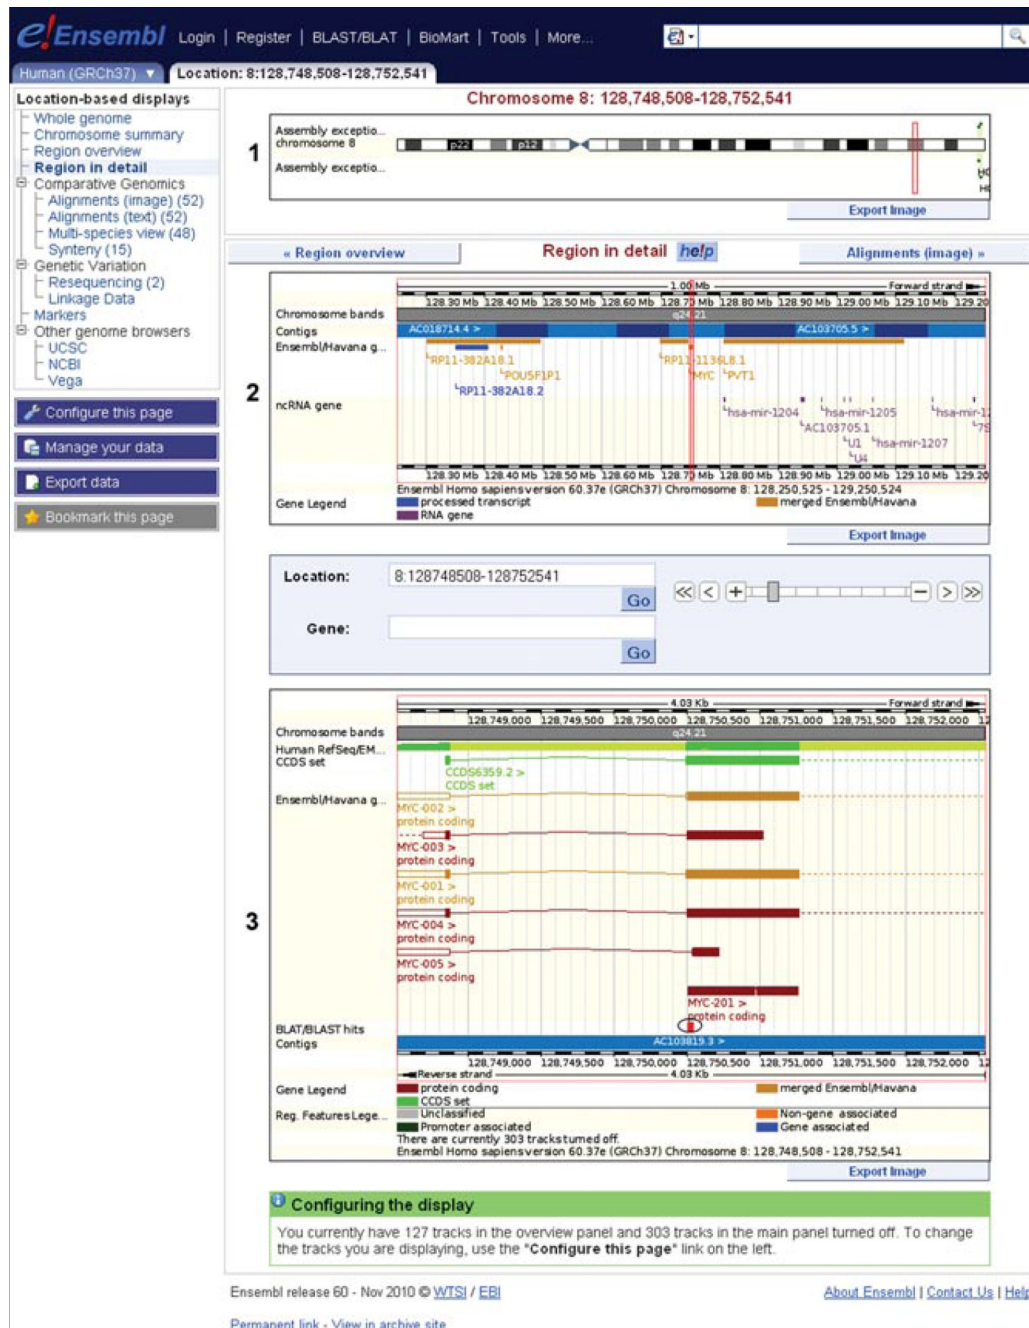 e!Ensembl Login | Register | BLAST/BLAT | BioMart | Tools | More...
Human (GRCh37) ▼ Location: 8:128,748,508-128,752,541
Location-based displays
Whole genome
Chromosome summary
Region overview
Region in detail
Comparative Genomics
Alignments (image) (52)
Alignments (text) (52)
Multi-species view (48)
Synteny (15)
Genetic Variation
Resequencing (2)
Linkage Data
Markers
Other genome browsers
UCSC
NCBI
Vega
Configure this page
Manage your data
Export data
Bookmark this page
Chromosome 8: 128,748,508-128,752,541
1
Assembly exceptio...
chromosome 8
p22 p12
Assembly exceptio...
HC
HC
Export Image
« Region overview Region in detail help Alignments (image) »
2
1.00 Mb Forward strand
128.30 Mb 128.40 Mb 128.50 Mb 128.60 Mb 128.70 Mb 128.80 Mb 128.90 Mb 129.00 Mb 129.10 Mb 129.20
Chromosome bands q24.21
Contigs AC018714.4 > AC103705.5 >
Ensembl/Havana g...
RP11-382A18.1 RP11-1136L8.1
POU5F1P1 MYC PVT1
RP11-382A18.2
ncRNA gene
hsa-mir-1204 hsa-mir-1205 hsa-mir-12
AC103705.1 7S
U1 hsa-mir-1207
U4
128.30 Mb 128.40 Mb 128.50 Mb 128.60 Mb 128.70 Mb 128.80 Mb 128.90 Mb 129.00 Mb 129.10 Mb 129.20
Ensembl Homo sapiens version 60.37e (GRCh37) Chromosome 8: 128,250,525 - 129,250,524
Gene Legend processed transcript merged Ensembl/Havana
RNA gene
Export Image
Location: 8:128748508-128752541
Go
Gene:
Go
3
4.03 Kb Forward strand
128,749,000 128,749,500 128,750,000 128,750,500 128,751,000 128,751,500 128,752,000 12
Chromosome bands q24.21
Human RefSeq/EM...
CCDS set
CCDS6359.2 >
CCDS set
Ensembl/Havana g...
MYC-002 >
protein coding
MYC-003 >
protein coding
MYC-001 >
protein coding
MYC-004 >
protein coding
MYC-005 >
protein coding
MYC-201 >
protein coding
BLAT/BLAST hits
Contigs AC103819.3 >
128,749,000 128,749,500 128,750,000 128,750,500 128,751,000 128,751,500 128,752,000 12
Reverse strand 4.03 Kb
Gene Legend protein coding merged Ensembl/Havana
CCDS set
Reg. Features Lege... Unclassified Non-gene associated
Promoter associated Gene associated
There are currently 303 tracks turned off.
Ensembl Homo sapiens version 60.37e (GRCh37) Chromosome 8: 128,748,508 - 128,752,541
Export Image
Configuring the display
You currently have 127 tracks in the overview panel and 303 tracks in the main panel turned off. To change
the tracks you are displaying, use the "Configure this page" link on the left.
Ensembl release 60 - Nov 2010 © WTSI / EBI About Ensembl | Contact Us | Help
Permanent link - View in archive site